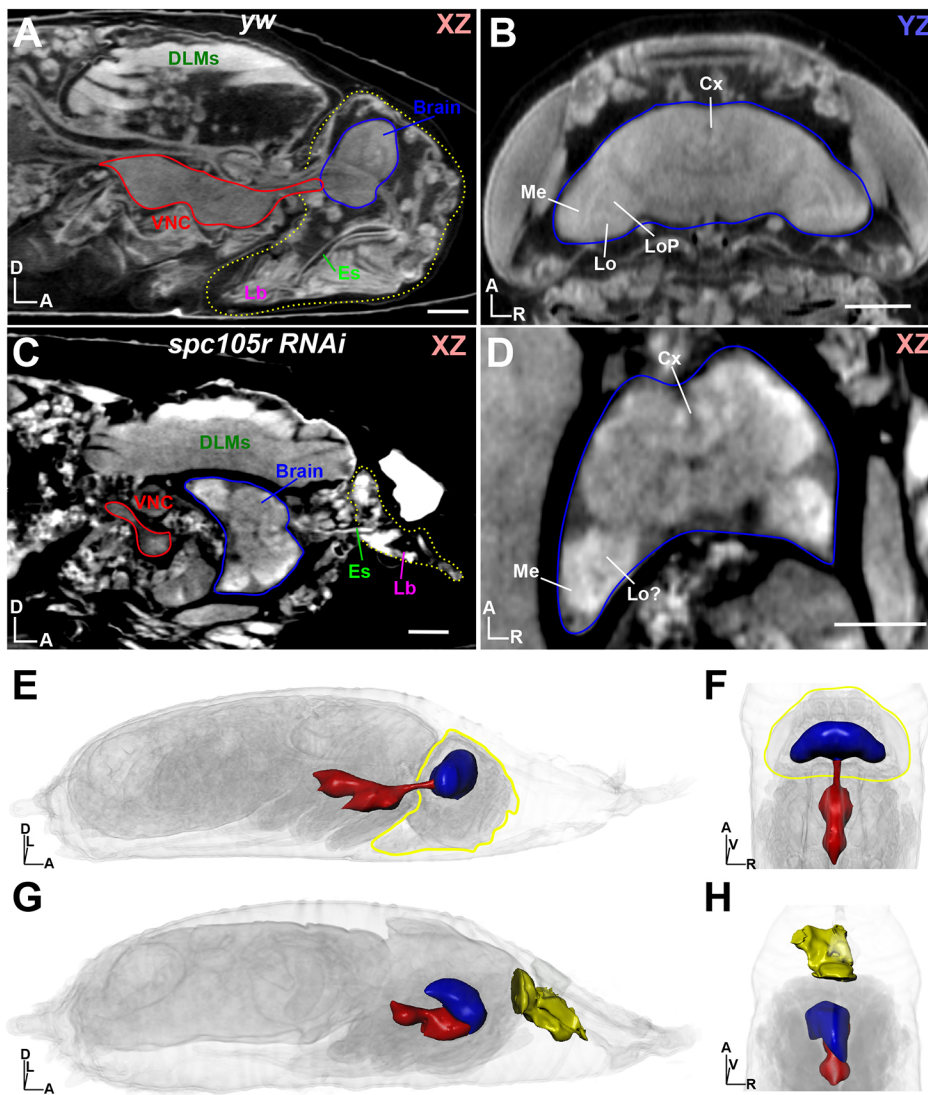 A yw XZ
DLMs
Brain
VNC
Es
Lb
D
A
B YZ
Cx
Me
LoP
Lo
A
R
C spc105r RNAi XZ
DLMs
Brain
VNC
Es
Lb
D
A
D XZ
Cx
Me
Lo?
A
R
E
D
L
A
F
A
V
R
G
D
L
A
H
A
V
R